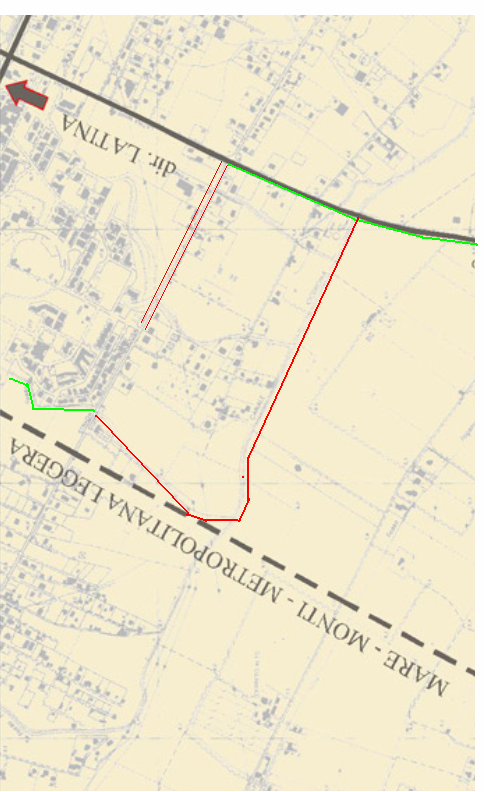 dir. LATINA
MARE - MONTI - METROPOLITANA LEGGERA